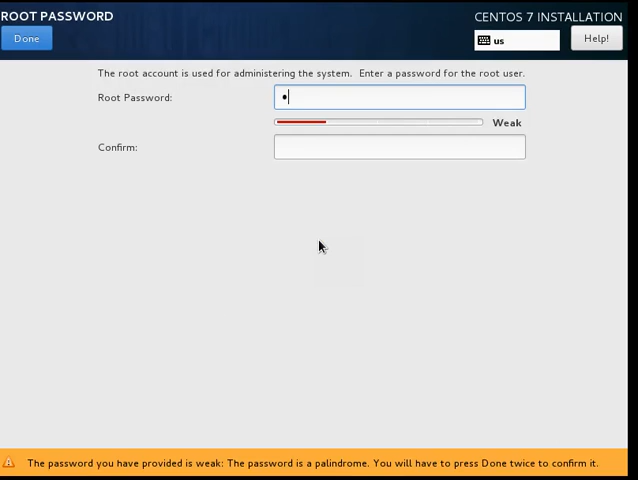 ROOT PASSWORD
CENTOS 7 INSTALLATION
Done
us
Help!
The root account is used for administering the system. Enter a password for the root user.
Root Password:
Weak
Confirm:
The password you have provided is weak: The password is a palindrome. You will have to press Done twice to confirm it.